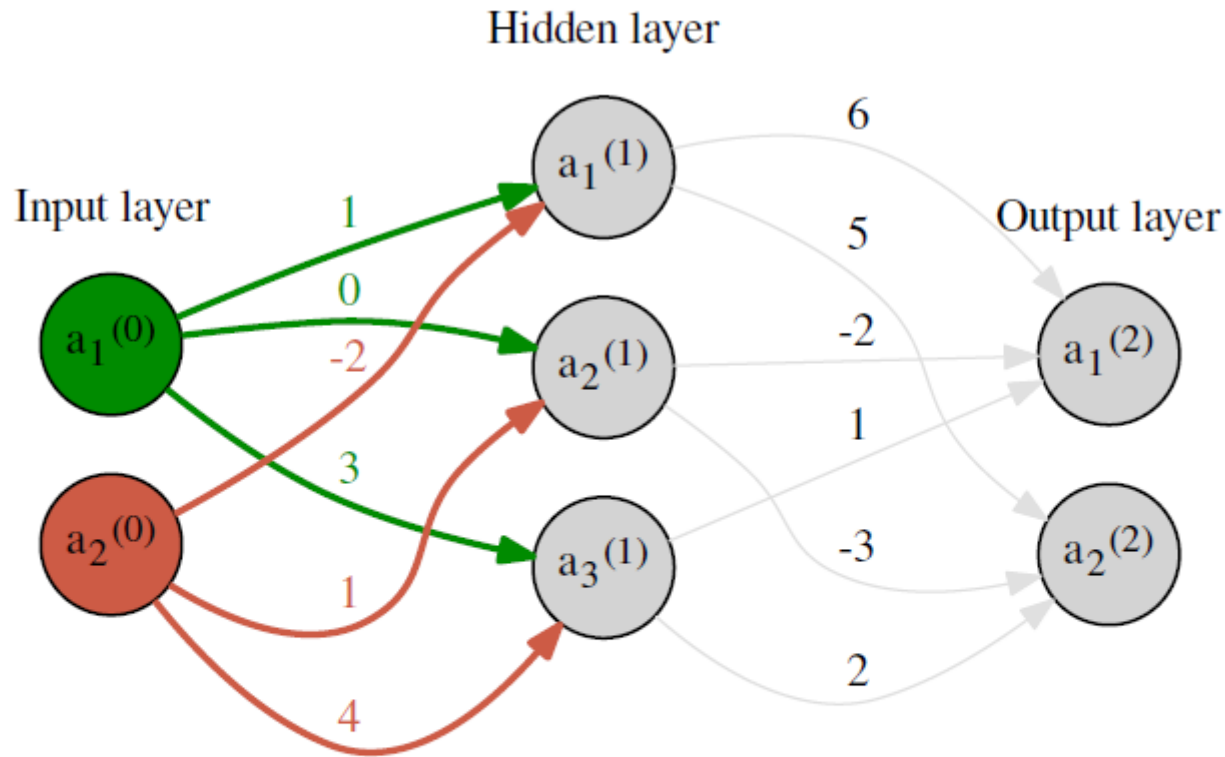 Hidden layer
Input layer
Output layer
a₁⁽⁰⁾
a₂⁽⁰⁾
1
0
-2
3
1
4
a₁⁽¹⁾
a₂⁽¹⁾
a₃⁽¹⁾
6
5
-2
1
-3
2
a₁⁽²⁾
a₂⁽²⁾